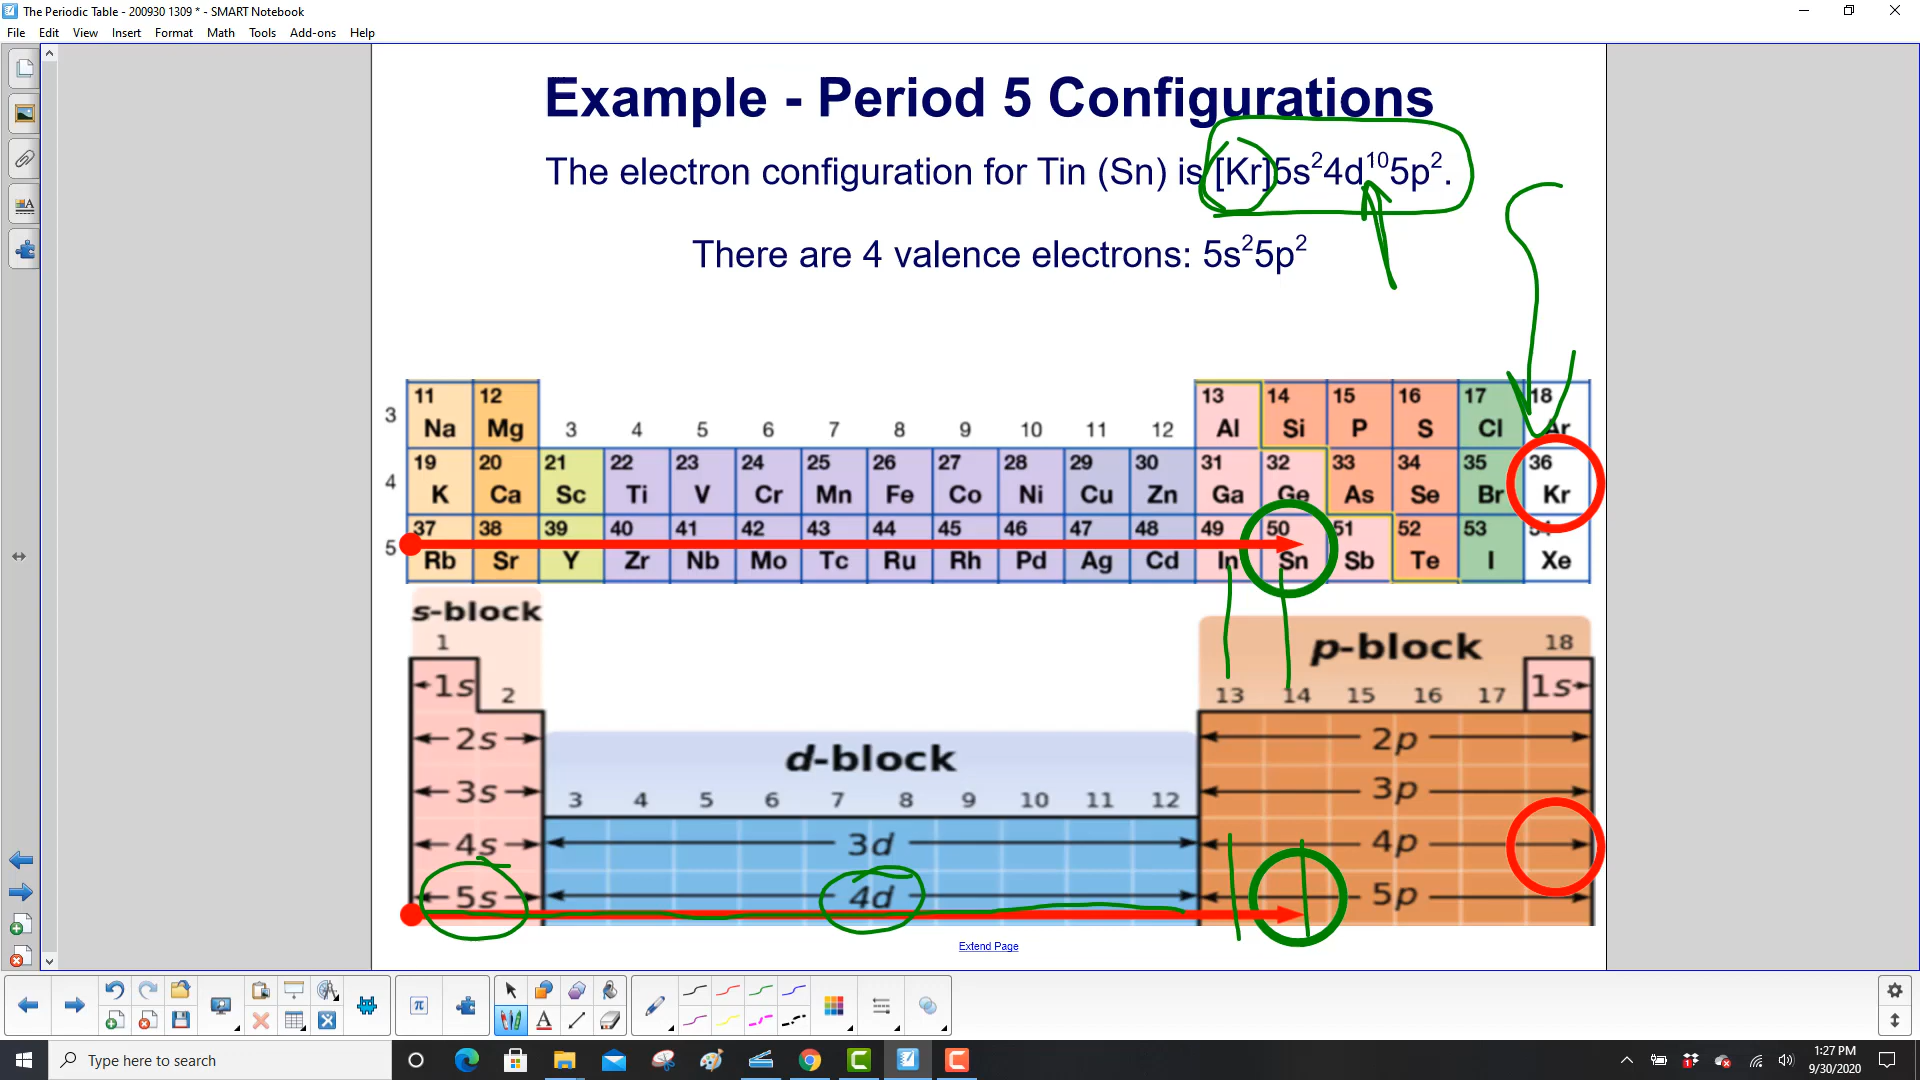 The Periodic Table - 200930 1309 * - SMART Notebook
File Edit View Insert Format Math Tools Add-ons Help
Example - Period 5 Configurations
The electron configuration for Tin (Sn) is [Kr]5s²4d¹⁰5p².
There are 4 valence electrons: 5s²5p²
11 12 13 14 15 16 17 18
3 Na Mg 3 4 5 6 7 8 9 10 11 12 Al Si P S Cl Ar
19 20 21 22 23 24 25 26 27 28 29 30 31 32 33 34 35 36
4 K Ca Sc Ti V Cr Mn Fe Co Ni Cu Zn Ga Ge As Se Br Kr
37 38 39 40 41 42 43 44 45 46 47 48 49 50 51 52 53 54
5 Rb Sr Y Zr Nb Mo Tc Ru Rh Pd Ag Cd In Sn Sb Te I Xe
s-block
1 p-block 18
1s 2 13 14 15 16 17 1s
2s d-block 2p
3s 3 4 5 6 7 8 9 10 11 12 3p
4s 3d 4p
5s 4d 5p
Extend Page
π
A
Type here to search
1:27 PM
9/30/2020